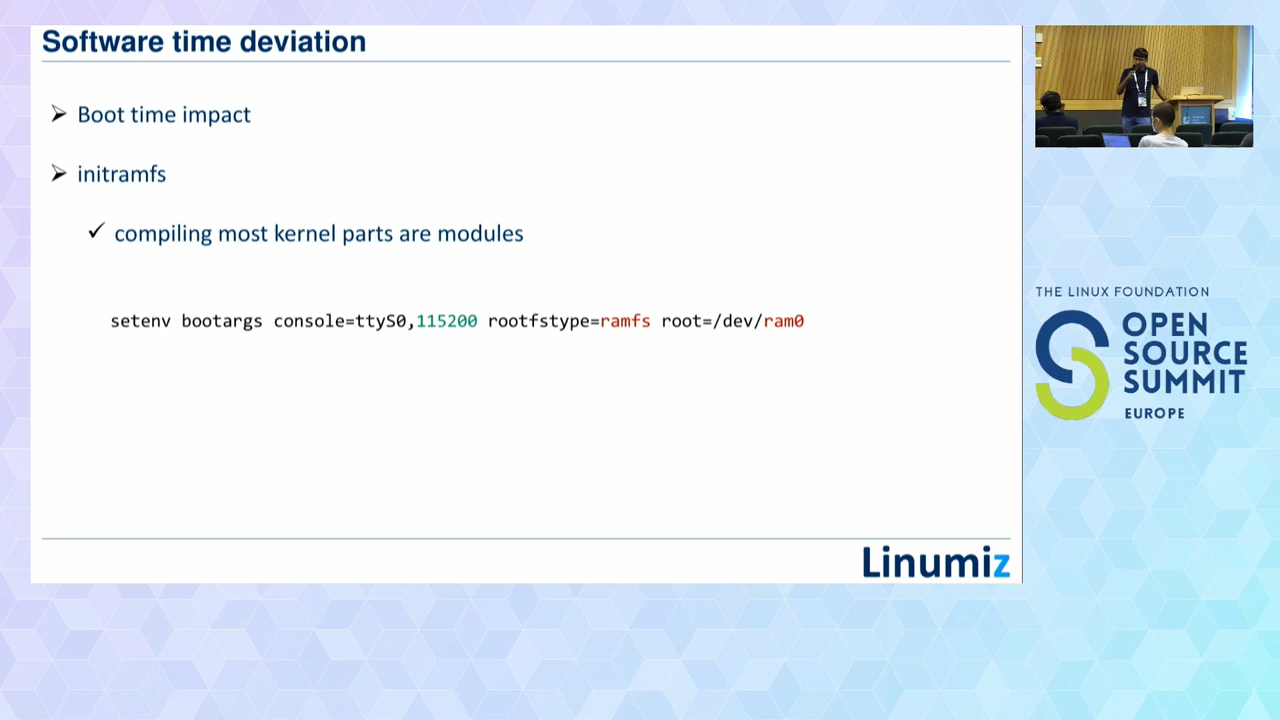 Software time deviation
Boot time impact
initramfs
compiling most kernel parts are modules
setenv bootargs console=ttyS0,115200 rootfstype=ramfs root=/dev/ram0
Linumiz
THE LINUX FOUNDATION
OPEN
SOURCE
SUMMIT
EUROPE